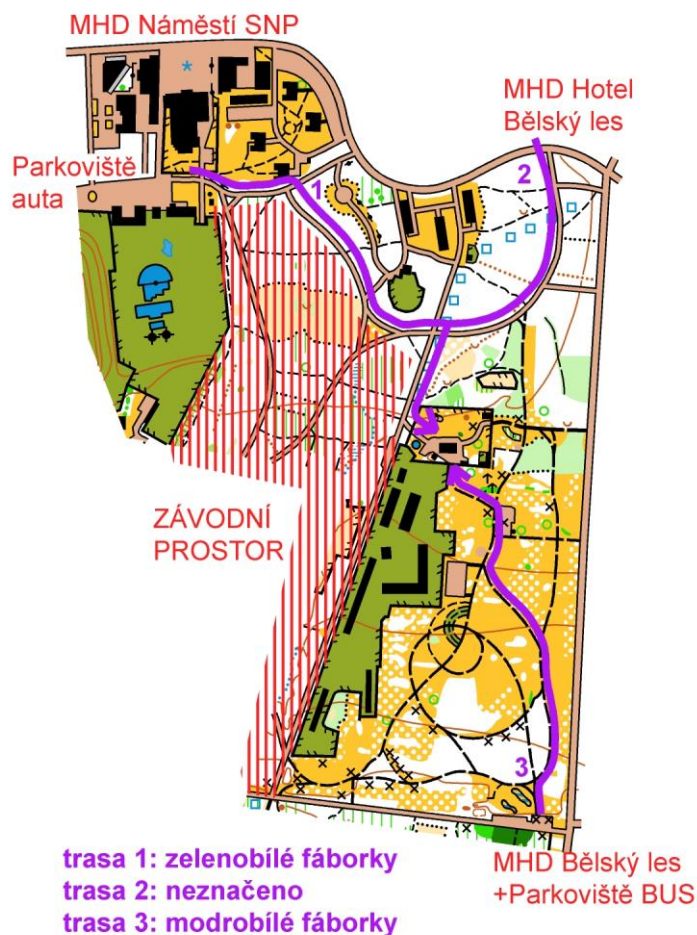 MHD Náměstí SNP
MHD Hotel
Bělský les
Parkoviště
auta
1
2
ZÁVODNÍ
PROSTOR
3
trasa 1: zelenobílé fáborky
trasa 2: neznačeno
trasa 3: modrobílé fáborky
MHD Bělský les
+Parkoviště BUS